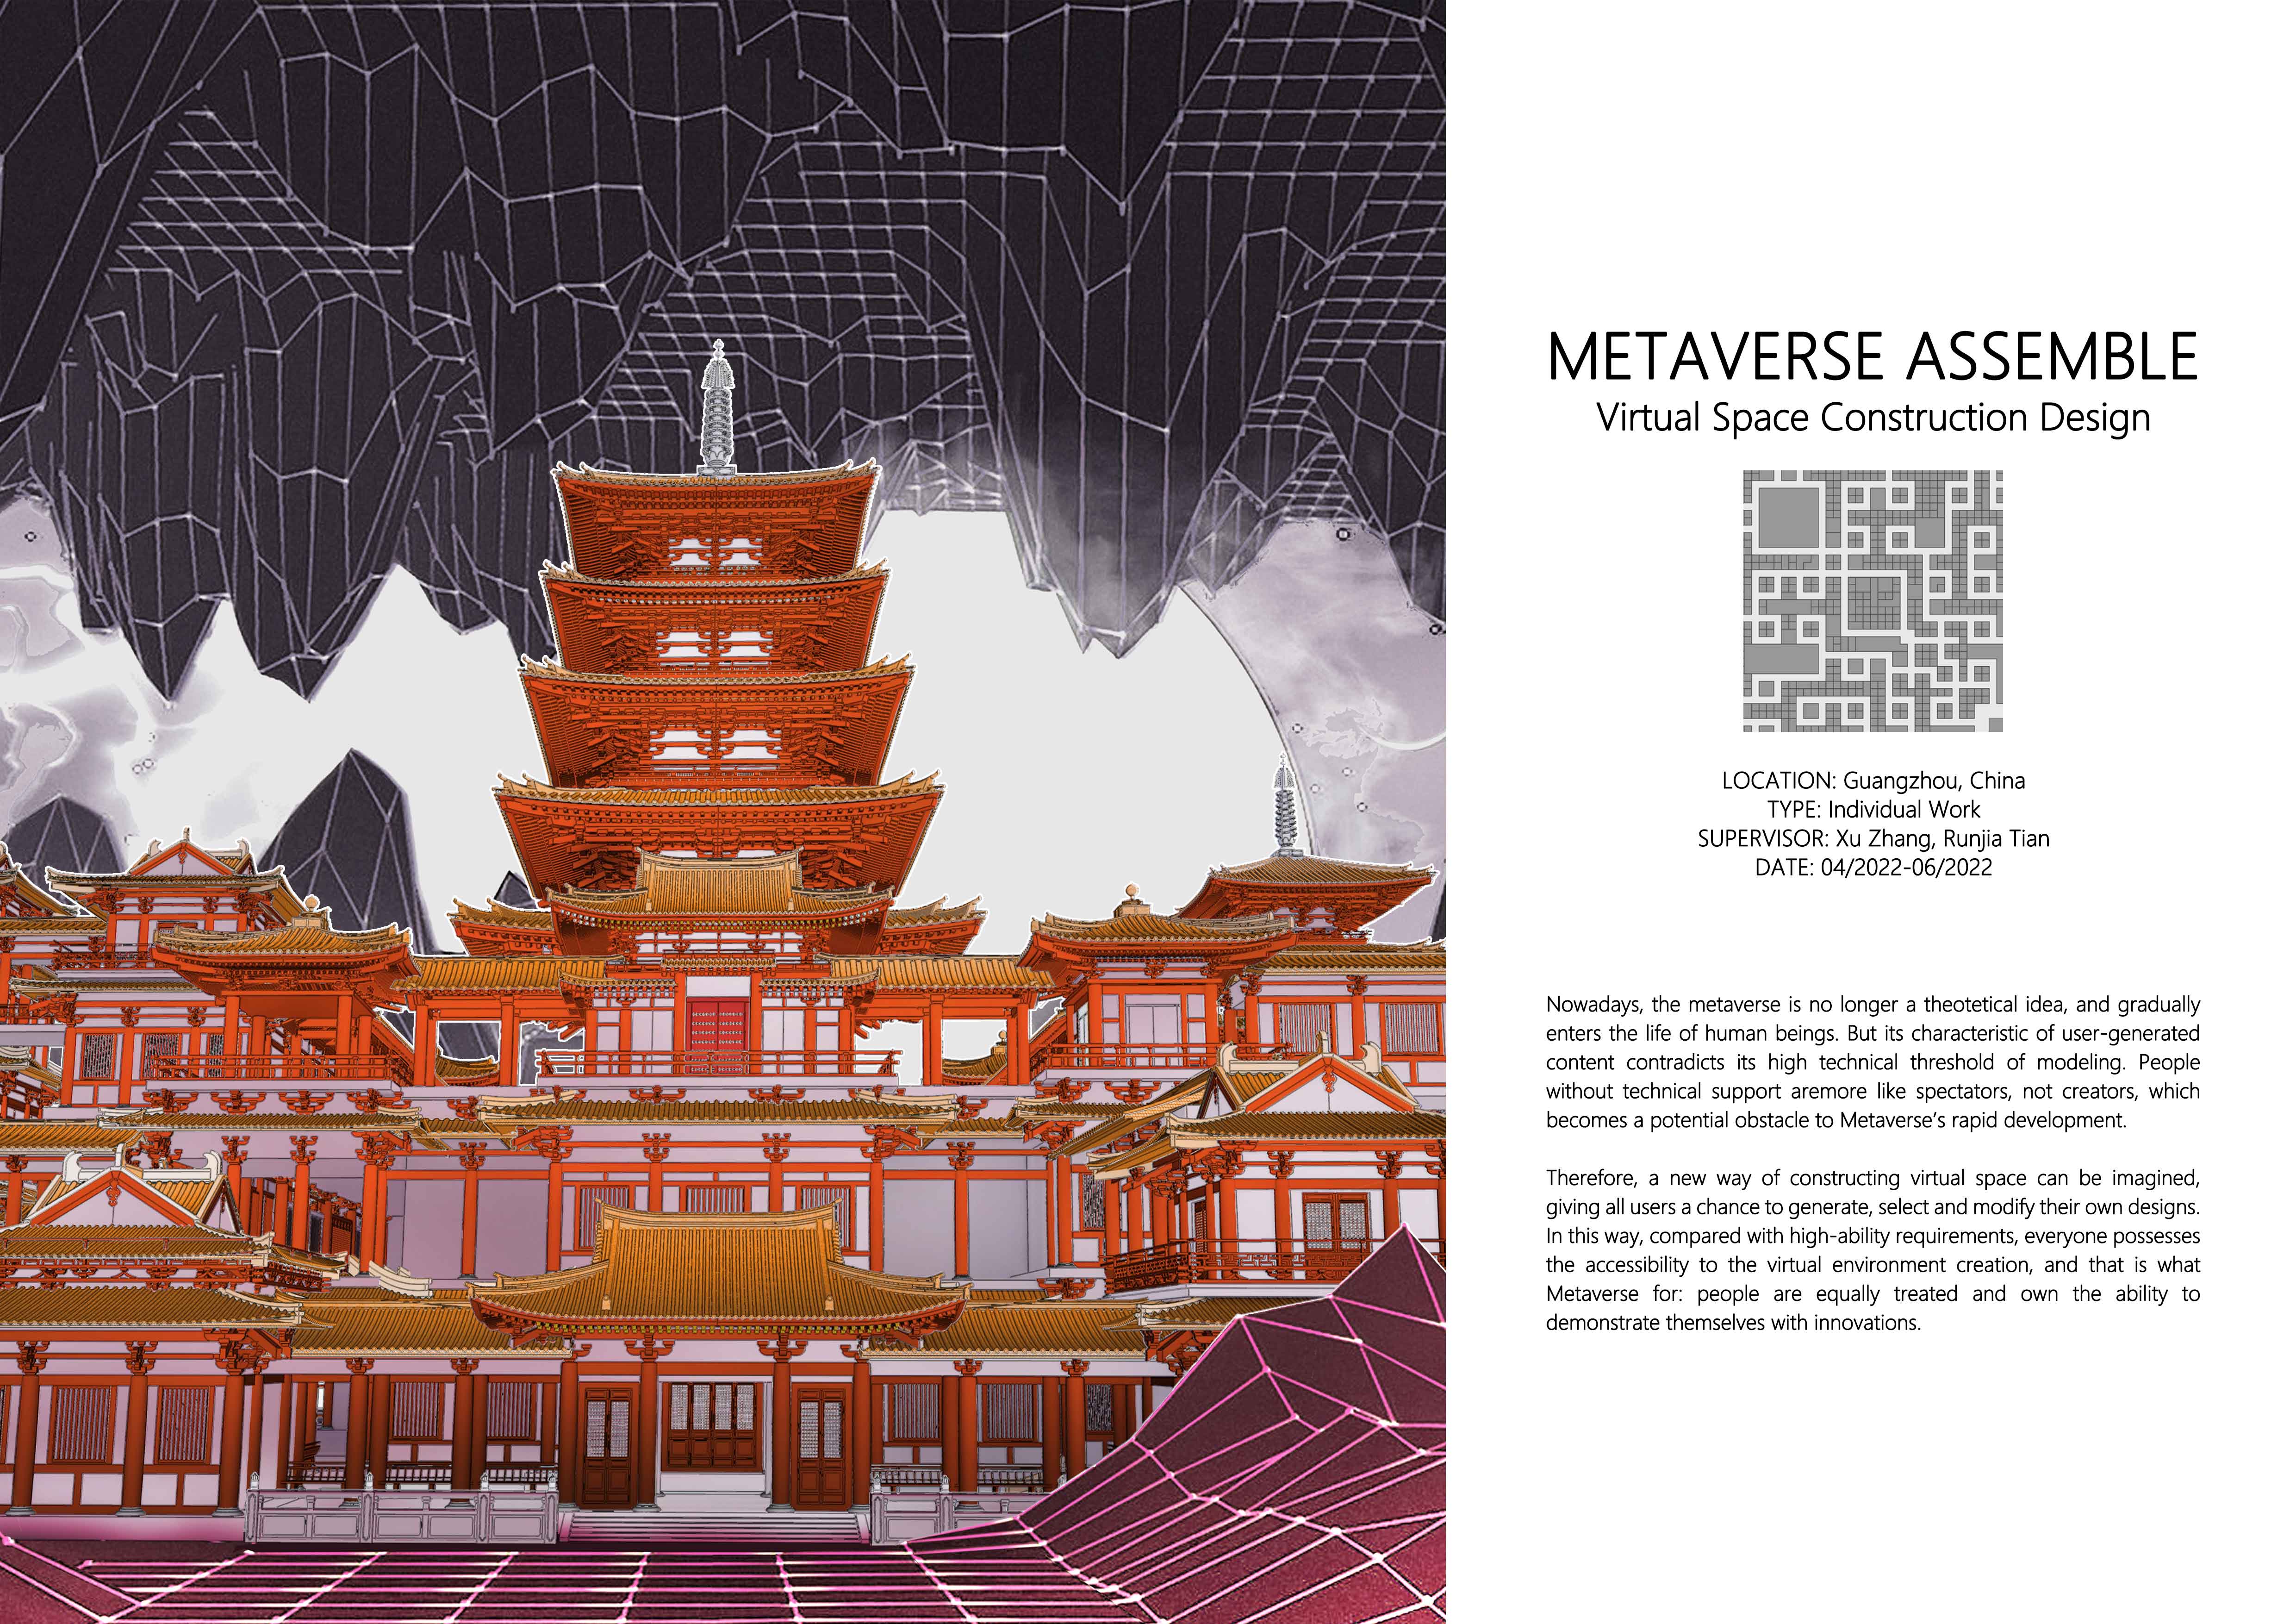 METAVERSE ASSEMBLE
Virtual Space Construction Design
LOCATION: Guangzhou, China
TYPE: Individual Work
SUPERVISOR: Xu Zhang, Runjia Tian
DATE: 04/2022-06/2022
Nowadays, the metaverse is no longer a theotetical idea, and gradually
enters the life of human beings. But its characteristic of user-generated
content contradicts its high technical threshold of modeling. People
without technical support aremore like spectators, not creators, which
becomes a potential obstacle to Metaverse’s rapid development.
Therefore, a new way of constructing virtual space can be imagined,
giving all users a chance to generate, select and modify their own designs.
In this way, compared with high-ability requirements, everyone possesses
the accessibility to the virtual environment creation, and that is what
Metaverse for: people are equally treated and own the ability to
demonstrate themselves with innovations.